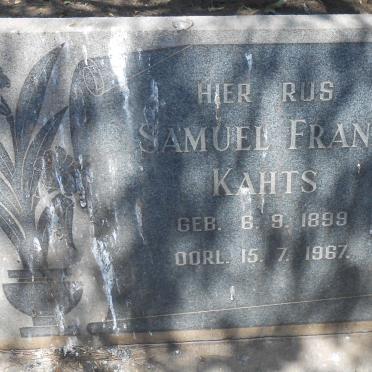 HIER RUS
SAMUEL FRAN
KAHTS
GEB. 6. 9. 1899
OORL. 15. 7. 1967.